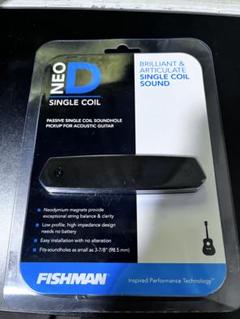 NEO
D
SINGLE COIL
PASSIVE SINGLE COIL SOUNDHOLE
PICKUP FOR ACOUSTIC GUITAR
BRILLIANT &
ARTICULATE
SINGLE COIL
SOUND
Neodymium magnets provide
exceptional string balance & clarity
Low profile, high impedance design
needs no battery
Easy installation with no alteration
Fits soundholes as small as 3-7/8" (98.5 mm)
FISHMAN
Inspired Performance Technology™